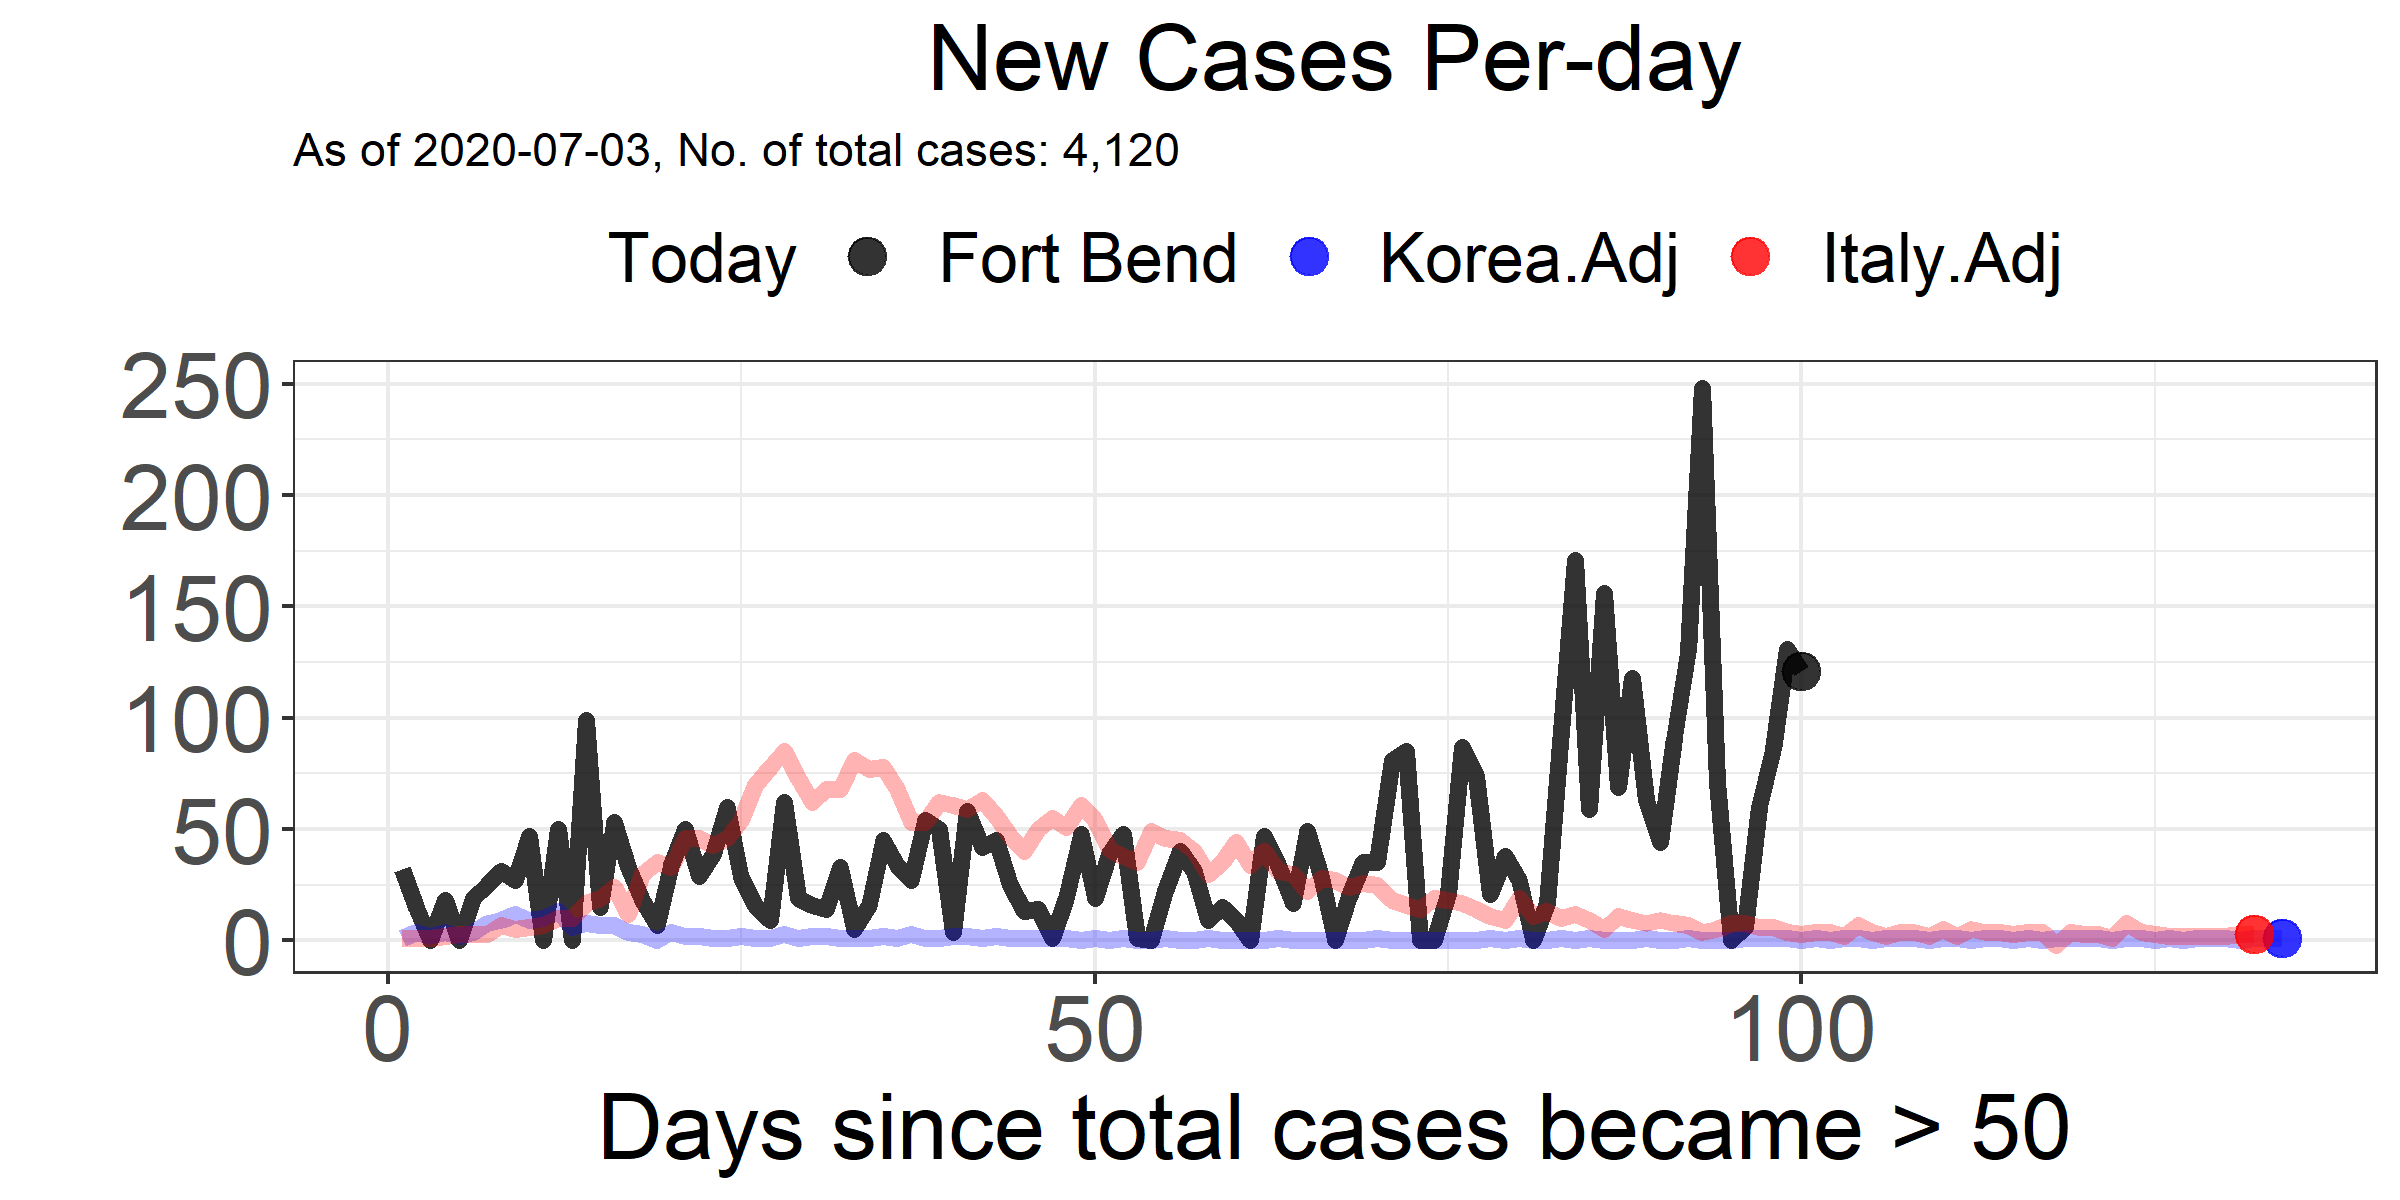 New Cases Per-day
As of 2020-07-03, No. of total cases: 4,120
Today Fort Bend Korea.Adj Italy.Adj
250
200
150
100
50
0
0 50 100
Days since total cases became > 50